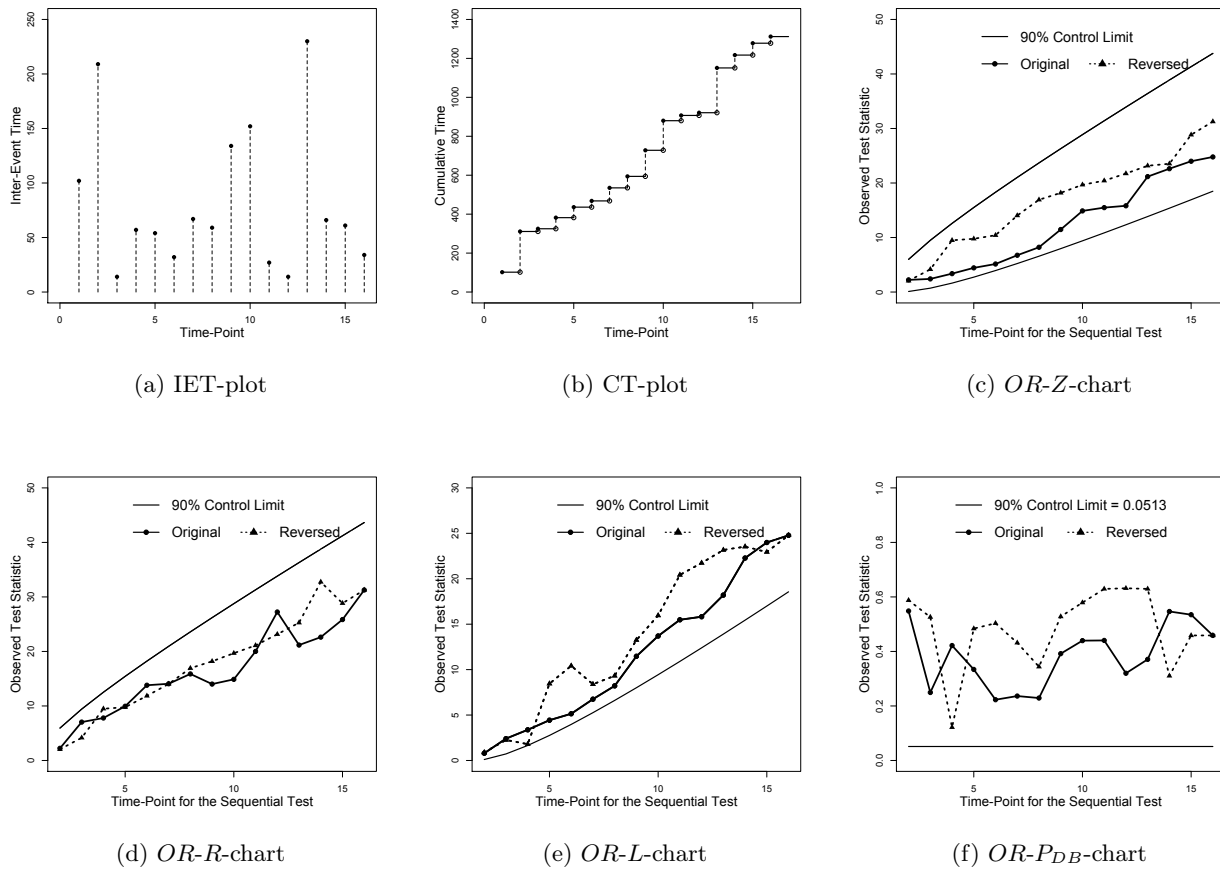 Inter-Event Time
0 50 100 150 200 250
0 5 10 15
Time-Point
(a) IET-plot
Cumulative Time
0 200 400 600 800 1000 1200 1400
0 5 10 15
Time-Point
(b) CT-plot
Observed Test Statistic
0 10 20 30 40 50
90% Control Limit
Original Reversed
5 10 15
Time-Point for the Sequential Test
(c) OR-Z-chart
Observed Test Statistic
0 10 20 30 40 50
90% Control Limit
Original Reversed
5 10 15
Time-Point for the Sequential Test
(d) OR-R-chart
Observed Test Statistic
0 5 10 15 20 25 30
90% Control Limit
Original Reversed
5 10 15
Time-Point for the Sequential Test
(e) OR-L-chart
Observed Test Statistic
0.0 0.2 0.4 0.6 0.8 1.0
90% Control Limit = 0.0513
Original Reversed
5 10 15
Time-Point for the Sequential Test
(f) OR-P_DB-chart